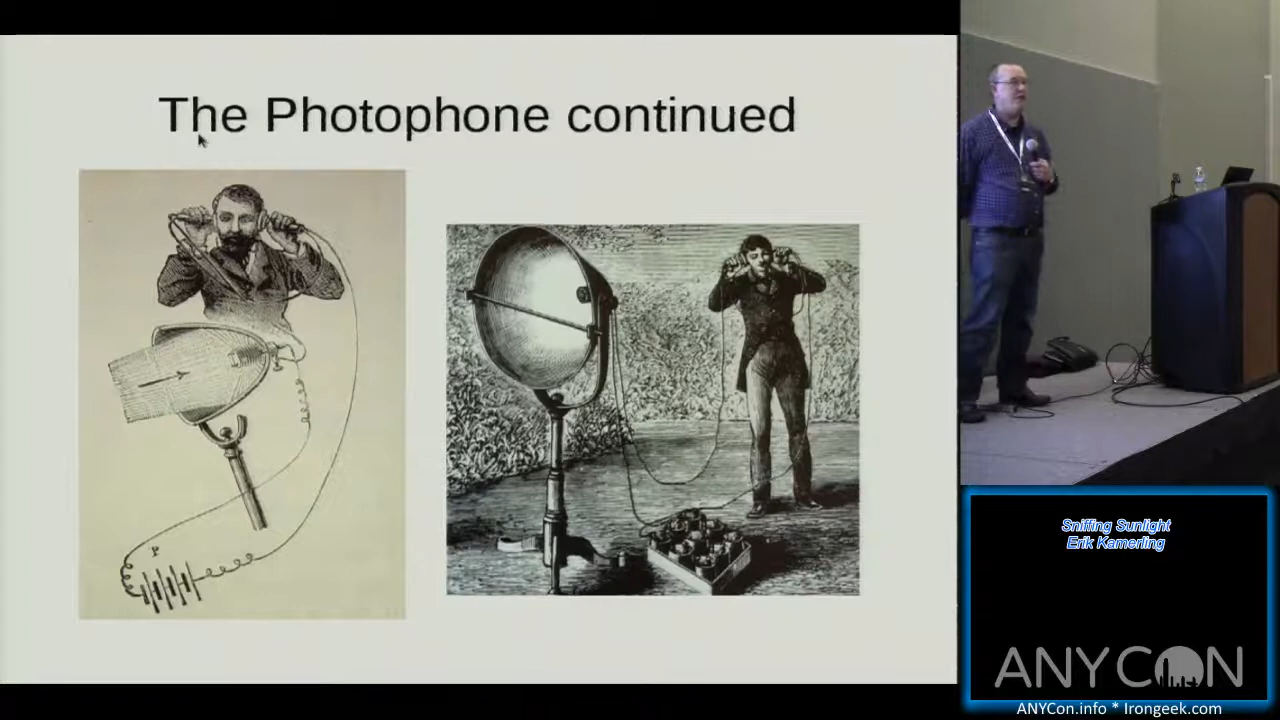 The Photophone continued
P
Sniffing Sunlight
Erik Kamerling
ANYCON
ANYCon.info * Irongeek.com